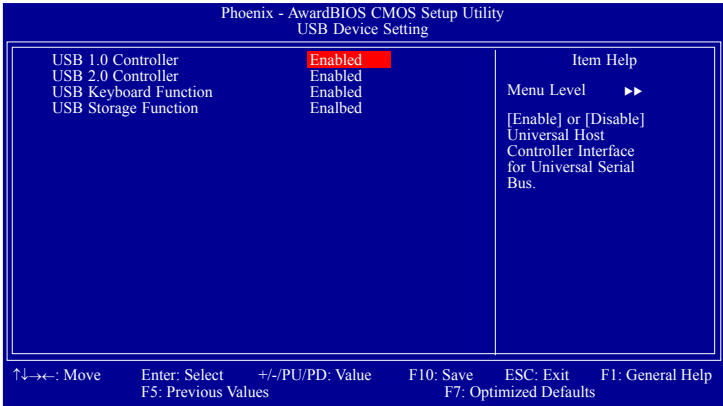 Phoenix - AwardBIOS CMOS Setup Utility
USB Device Setting
USB 1.0 Controller Enabled
USB 2.0 Controller Enabled
USB Keyboard Function Enabled
USB Storage Function Enalbed
Item Help
Menu Level ▶▶
[Enable] or [Disable]
Universal Host
Controller Interface
for Universal Serial
Bus.
↑↓→←: Move Enter: Select +/-/PU/PD: Value F10: Save ESC: Exit F1: General Help
F5: Previous Values F7: Optimized Defaults